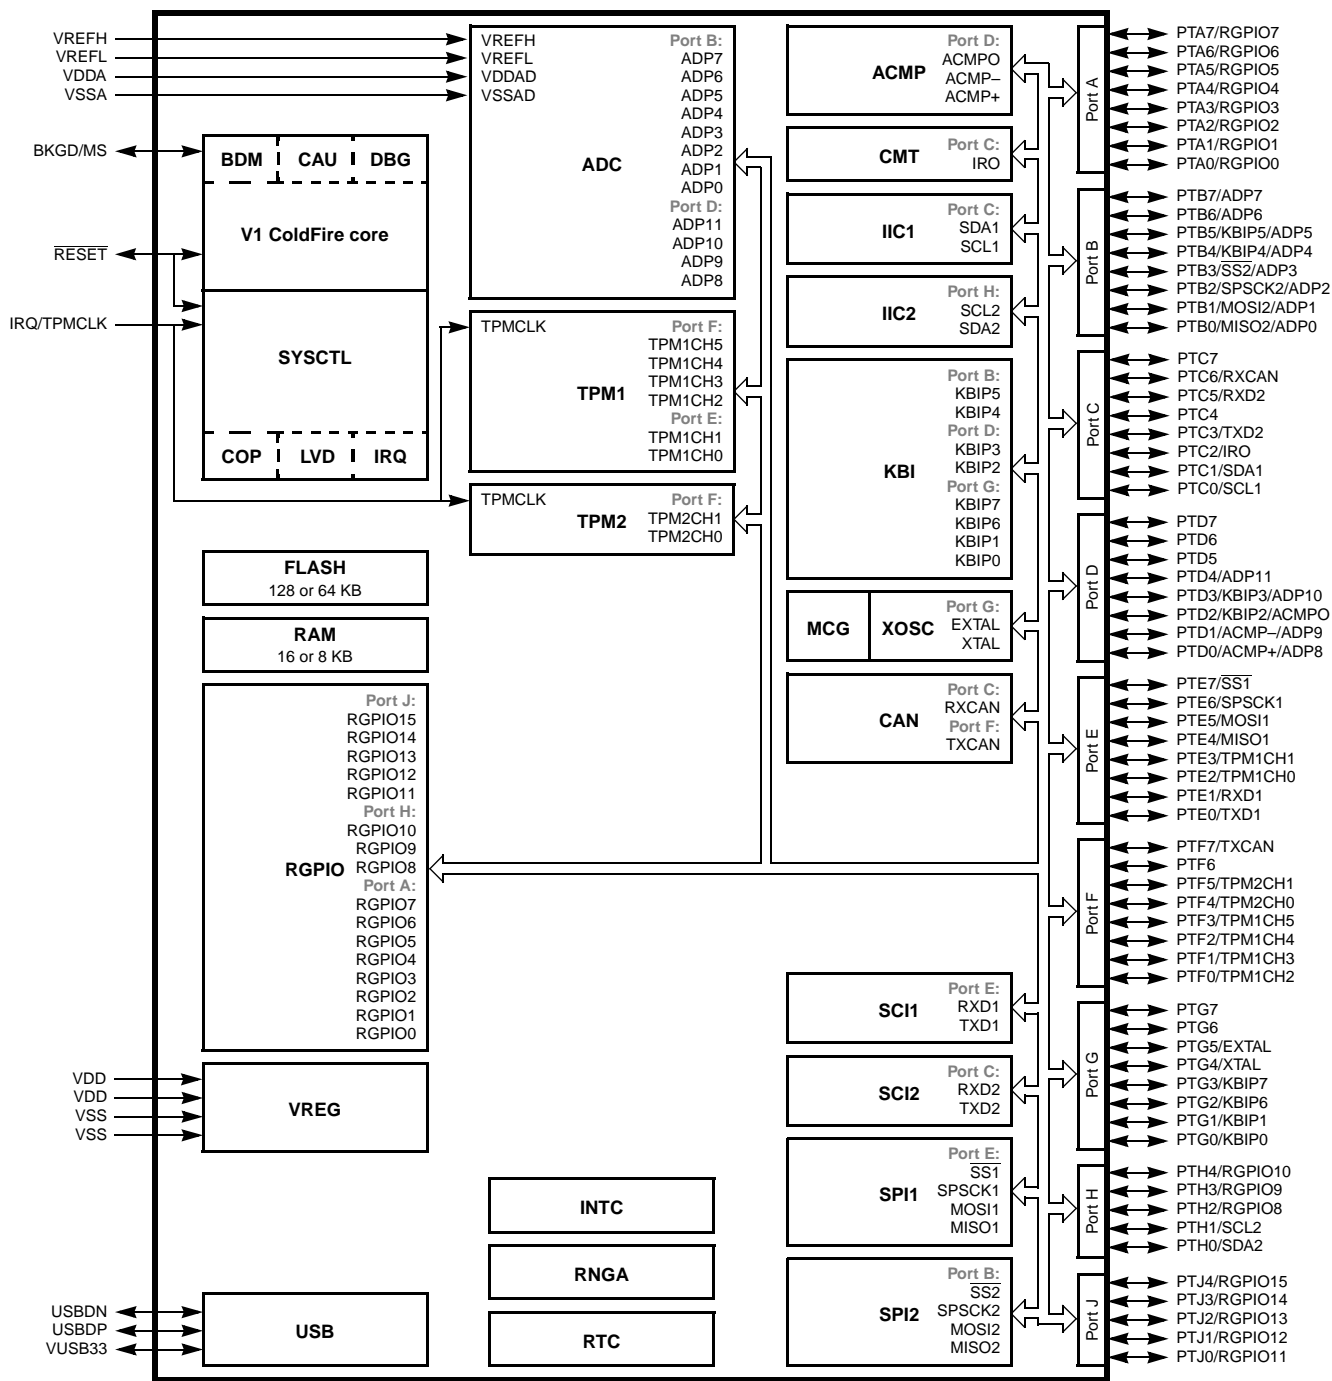 VREFH
VREFL
VDDA
VSSA
BKGD/MS
RESET
IRQ/TPMCLK
VDD
VDD
VSS
VSS
USBDN
USBDP
VUSB33
BDM CAU DBG
V1 ColdFire core
SYSCTL
COP LVD IRQ
FLASH
128 or 64 KB
RAM
16 or 8 KB
RGPIO
Port J:
RGPIO15
RGPIO14
RGPIO13
RGPIO12
RGPIO11
Port H:
RGPIO10
RGPIO9
RGPIO8
Port A:
RGPIO7
RGPIO6
RGPIO5
RGPIO4
RGPIO3
RGPIO2
RGPIO1
RGPIO0
VREG
USB
VREFH
VREFL
VDDAD
VSSAD
ADC
Port B:
ADP7
ADP6
ADP5
ADP4
ADP3
ADP2
ADP1
ADP0
Port D:
ADP11
ADP10
ADP9
ADP8
TPMCLK
TPM1
Port F:
TPM1CH5
TPM1CH4
TPM1CH3
TPM1CH2
Port E:
TPM1CH1
TPM1CH0
TPMCLK
TPM2
Port F:
TPM2CH1
TPM2CH0
INTC
RNGA
RTC
ACMP
Port D:
ACMPO
ACMP–
ACMP+
CMT
Port C:
IRO
IIC1
Port C:
SDA1
SCL1
IIC2
Port H:
SCL2
SDA2
KBI
Port B:
KBIP5
KBIP4
Port D:
KBIP3
KBIP2
Port G:
KBIP7
KBIP6
KBIP1
KBIP0
MCG
XOSC
Port G:
EXTAL
XTAL
CAN
Port C:
RXCAN
Port F:
TXCAN
SCI1
Port E:
RXD1
TXD1
SCI2
Port C:
RXD2
TXD2
SPI1
Port E:
SS1
SPSCK1
MOSI1
MISO1
SPI2
Port B:
SS2
SPSCK2
MOSI2
MISO2
Port A
PTA7/RGPIO7
PTA6/RGPIO6
PTA5/RGPIO5
PTA4/RGPIO4
PTA3/RGPIO3
PTA2/RGPIO2
PTA1/RGPIO1
PTA0/RGPIO0
Port B
PTB7/ADP7
PTB6/ADP6
PTB5/KBIP5/ADP5
PTB4/KBIP4/ADP4
PTB3/SS2/ADP3
PTB2/SPSCK2/ADP2
PTB1/MOSI2/ADP1
PTB0/MISO2/ADP0
Port C
PTC7
PTC6/RXCAN
PTC5/RXD2
PTC4
PTC3/TXD2
PTC2/IRO
PTC1/SDA1
PTC0/SCL1
Port D
PTD7
PTD6
PTD5
PTD4/ADP11
PTD3/KBIP3/ADP10
PTD2/KBIP2/ACMPO
PTD1/ACMP–/ADP9
PTD0/ACMP+/ADP8
Port E
PTE7/SS1
PTE6/SPSCK1
PTE5/MOSI1
PTE4/MISO1
PTE3/TPM1CH1
PTE2/TPM1CH0
PTE1/RXD1
PTE0/TXD1
Port F
PTF7/TXCAN
PTF6
PTF5/TPM2CH1
PTF4/TPM2CH0
PTF3/TPM1CH5
PTF2/TPM1CH4
PTF1/TPM1CH3
PTF0/TPM1CH2
Port G
PTG7
PTG6
PTG5/EXTAL
PTG4/XTAL
PTG3/KBIP7
PTG2/KBIP6
PTG1/KBIP1
PTG0/KBIP0
Port H
PTH4/RGPIO10
PTH3/RGPIO9
PTH2/RGPIO8
PTH1/SCL2
PTH0/SDA2
Port J
PTJ4/RGPIO15
PTJ3/RGPIO14
PTJ2/RGPIO13
PTJ1/RGPIO12
PTJ0/RGPIO11